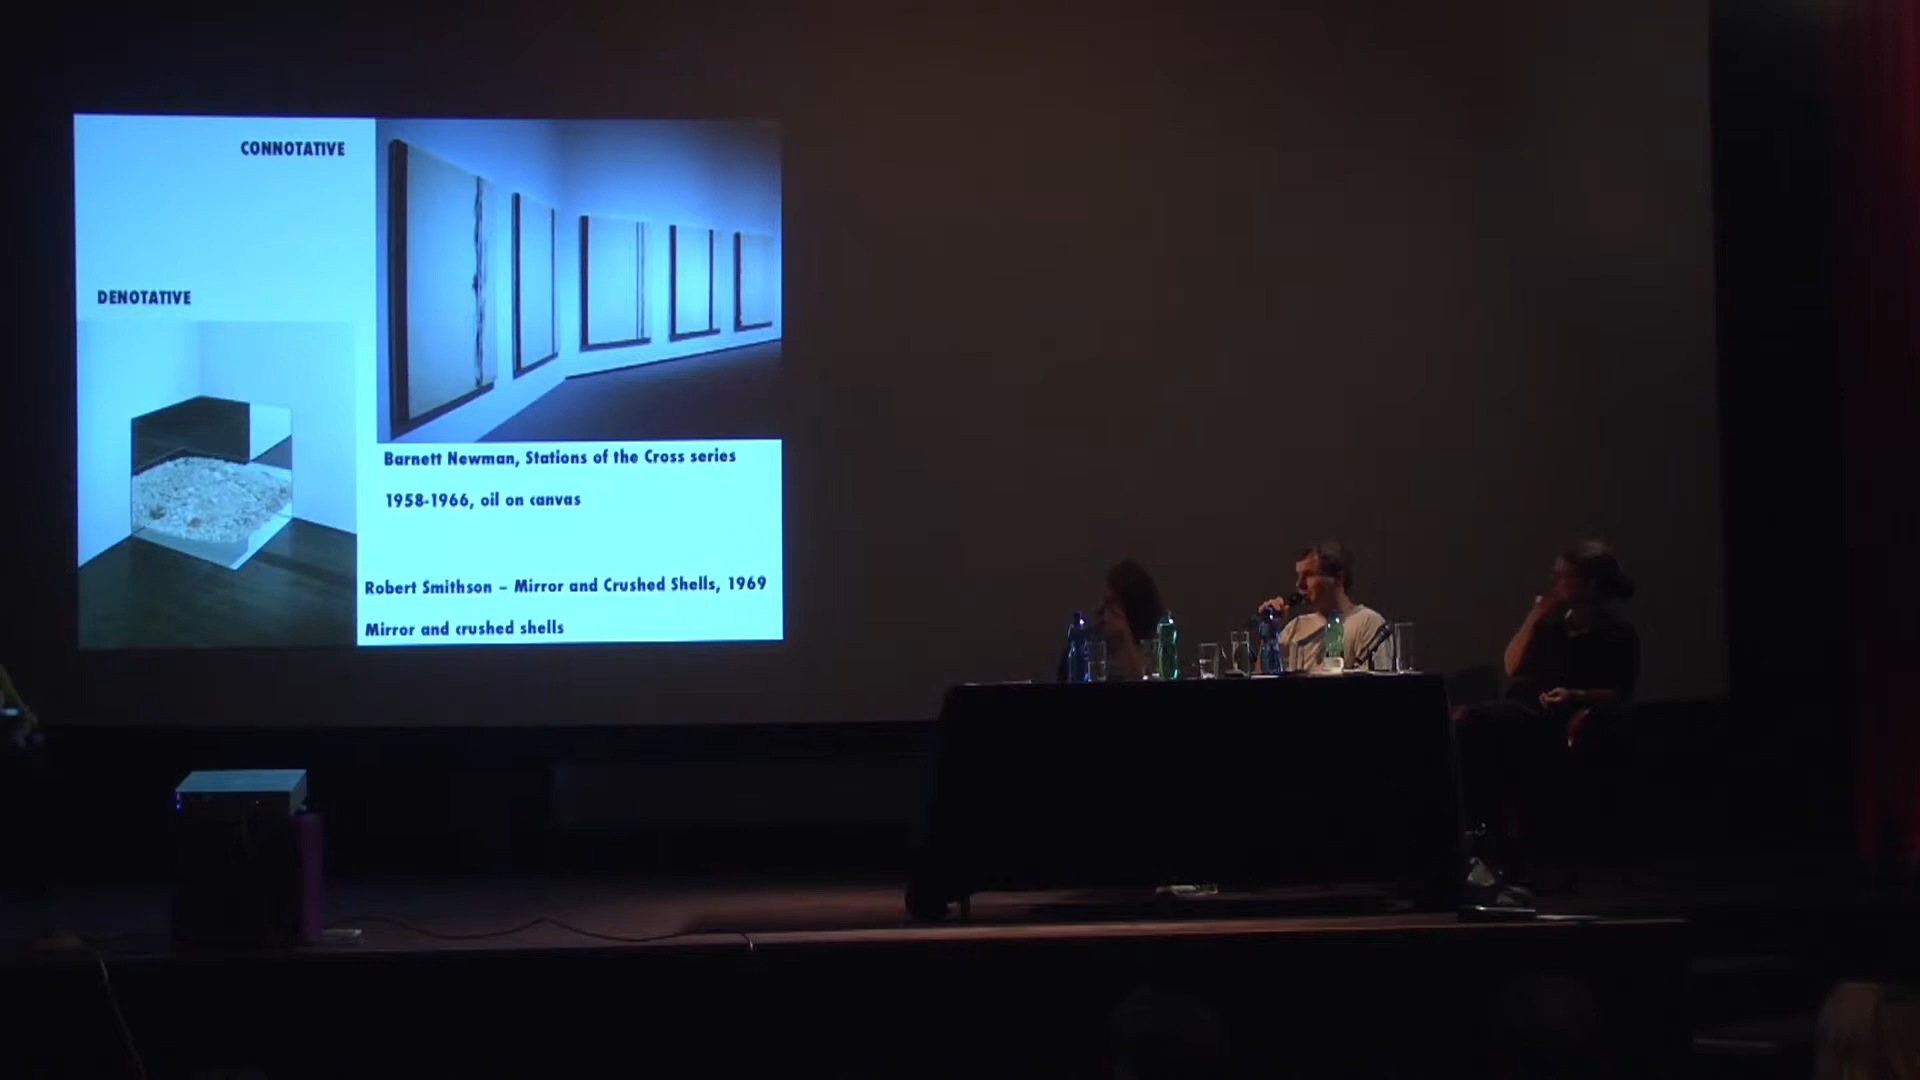 CONNOTATIVE
DENOTATIVE
Barnett Newman, Stations of the Cross series
1958-1966, oil on canvas
Robert Smithson – Mirror and Crushed Shells, 1969
Mirror and crushed shells